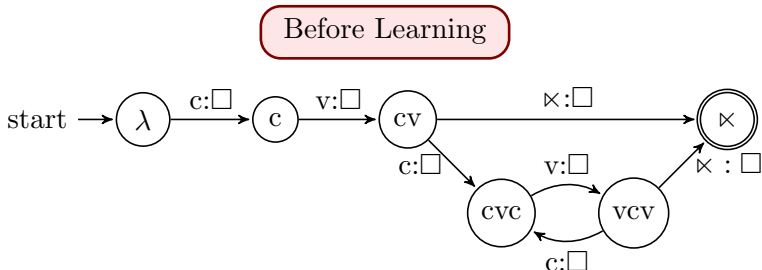 Before Learning
c:□ v:□ ⋉:□
start λ c cv ⋉
c:□ v:□ ⋉ : □
cvc vcv
c:□